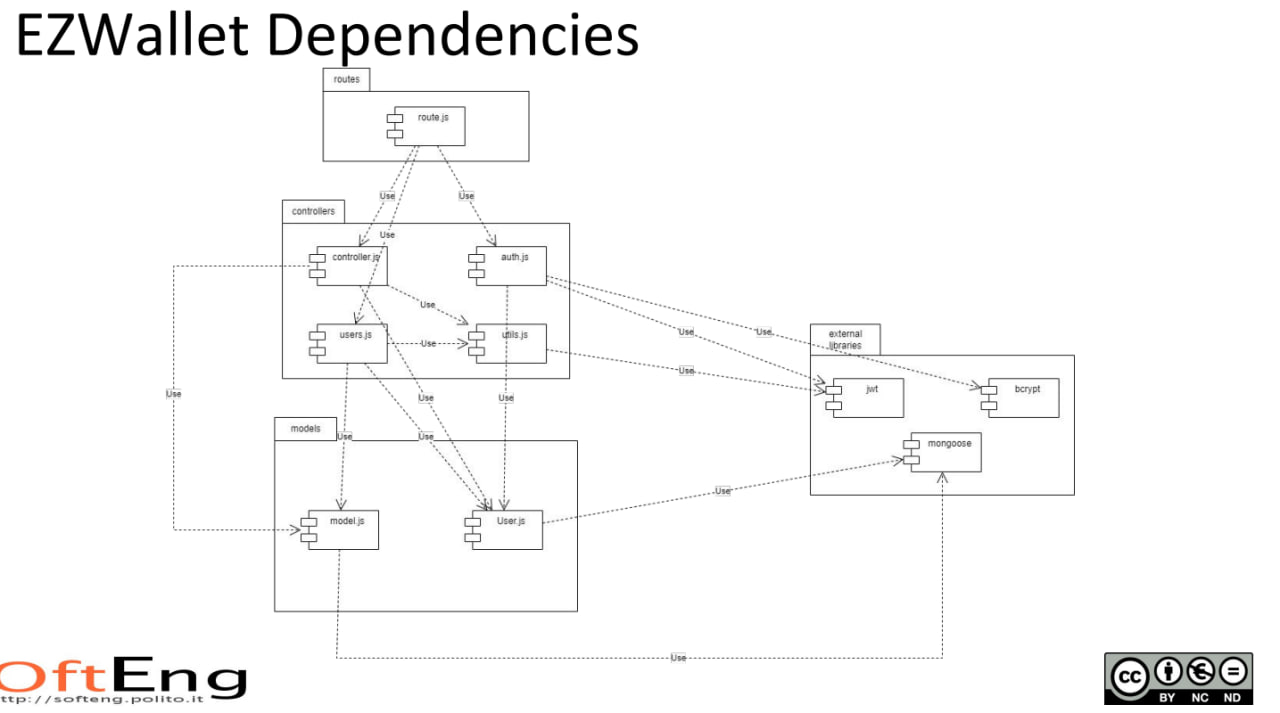 EZWallet Dependencies
routes
route.js
Use
Use
Use
controllers
controller.js
auth.js
Use
users.js
utils.js
Use
Use
Use
Use
external
libraries
jwt
bcrypt
mongoose
Use
Use
Use
models
Use
Use
model.js
User.js
Use
Use
OftEng
ttp://softeng.polito.it
cc
BY NC ND